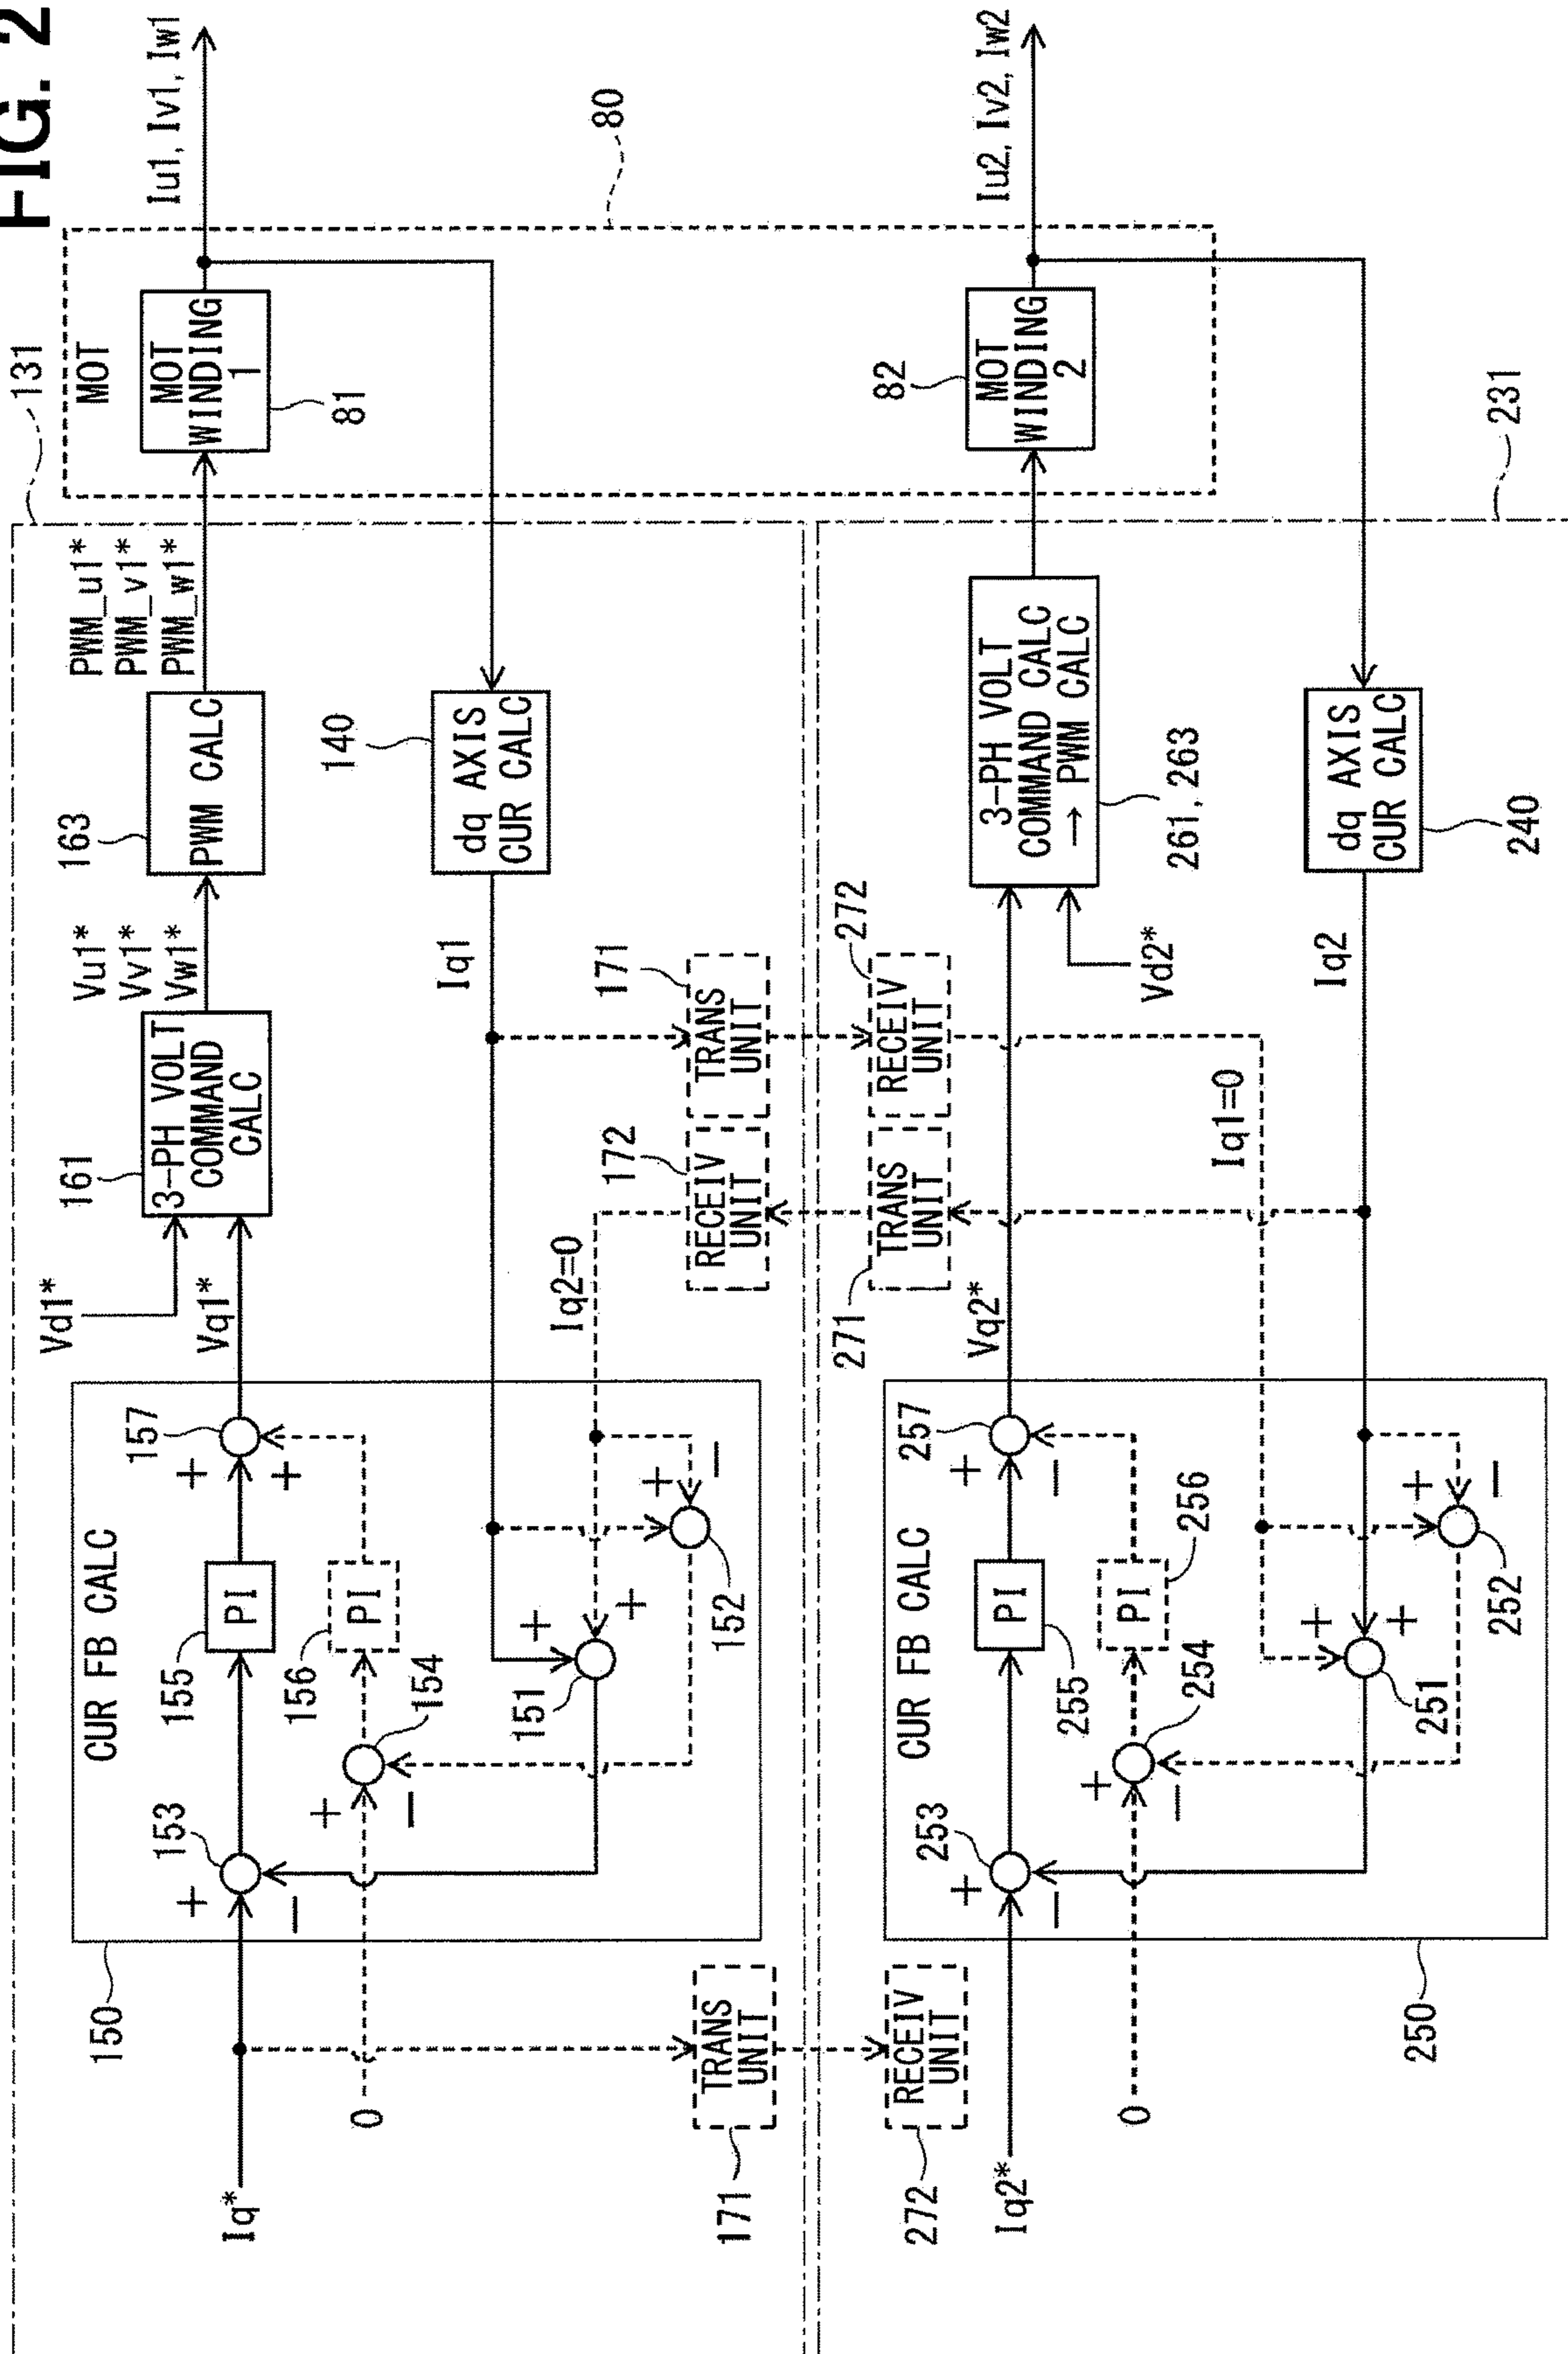 FIG. 2
131
MOT
Iu1, Iv1, Iw1
Vd1*
161
3-PH VOLT
COMMAND
CALC
Vu1*
Vv1*
Vw1*
163
PWM CALC
PWM_u1*
PWM_v1*
PWM_w1*
MOT
WINDING
1
81
80
Vq1*
150
CUR FB CALC
Iq*
+
−
153
155
PI
+
+
157
0
+
−
154
156
PI
151
+
+
152
+
−
Iq2=0
Iq1
140
dq AXIS
CUR CALC
171
TRANS
UNIT
172
RECEIV
UNIT
171
TRANS
UNIT
272
RECEIV
UNIT
271
TRANS
UNIT
272
RECEIV
UNIT
231
Iq2*
CUR FB CALC
253
+
−
255
PI
257
+
−
Vq2*
Vd2*
3-PH VOLT
COMMAND CALC
→ PWM CALC
261, 263
82
MOT
WINDING
2
Iu2, Iv2, Iw2
0
+
−
254
256
PI
Iq1=0
251
+
+
252
+
−
Iq2
dq AXIS
CUR CALC
240
250